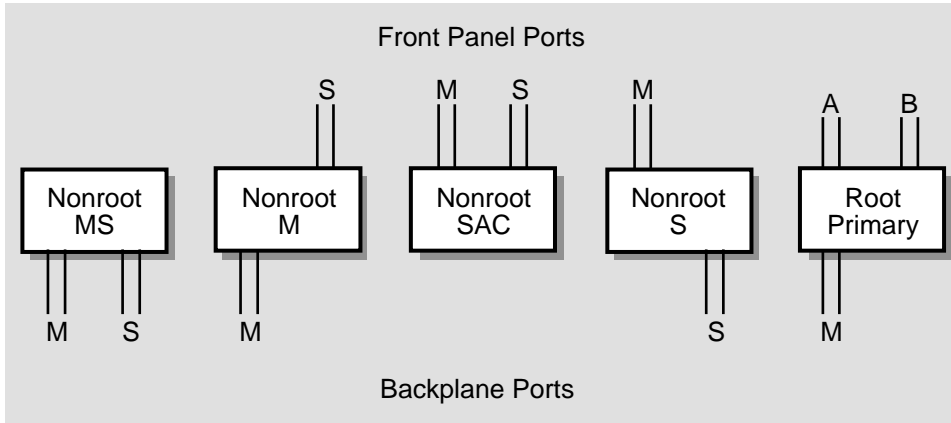 Front Panel Ports
S
M
S
M
A
B
Nonroot
MS
Nonroot
M
Nonroot
SAC
Nonroot
S
Root
Primary
M
S
M
S
M
Backplane Ports